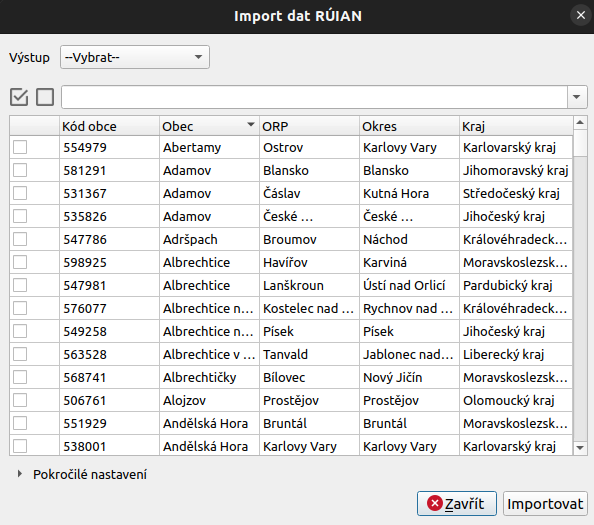 Import dat RÚIAN
Výstup --Vybrat--
Kód obce Obec ORP Okres Kraj
554979 Abertamy Ostrov Karlovy Vary Karlovarský kraj
581291 Adamov Blansko Blansko Jihomoravský kraj
531367 Adamov Čáslav Kutná Hora Středočeský kraj
535826 Adamov České … České … Jihočeský kraj
547786 Adršpach Broumov Náchod Královéhradeck…
598925 Albrechtice Havířov Karviná Moravskoslezsk…
547981 Albrechtice Lanškroun Ústí nad Orlicí Pardubický kraj
576077 Albrechtice n… Kostelec nad … Rychnov nad … Královéhradeck…
549258 Albrechtice n… Písek Písek Jihočeský kraj
563528 Albrechtice v … Tanvald Jablonec nad… Liberecký kraj
568741 Albrechtičky Bílovec Nový Jičín Moravskoslezsk…
506761 Alojzov Prostějov Prostějov Olomoucký kraj
551929 Andělská Hora Bruntál Bruntál Moravskoslezsk…
538001 Andělská Hora Karlovy Vary Karlovy Vary Karlovarský kraj
Pokročilé nastavení
Zavřít Importovat